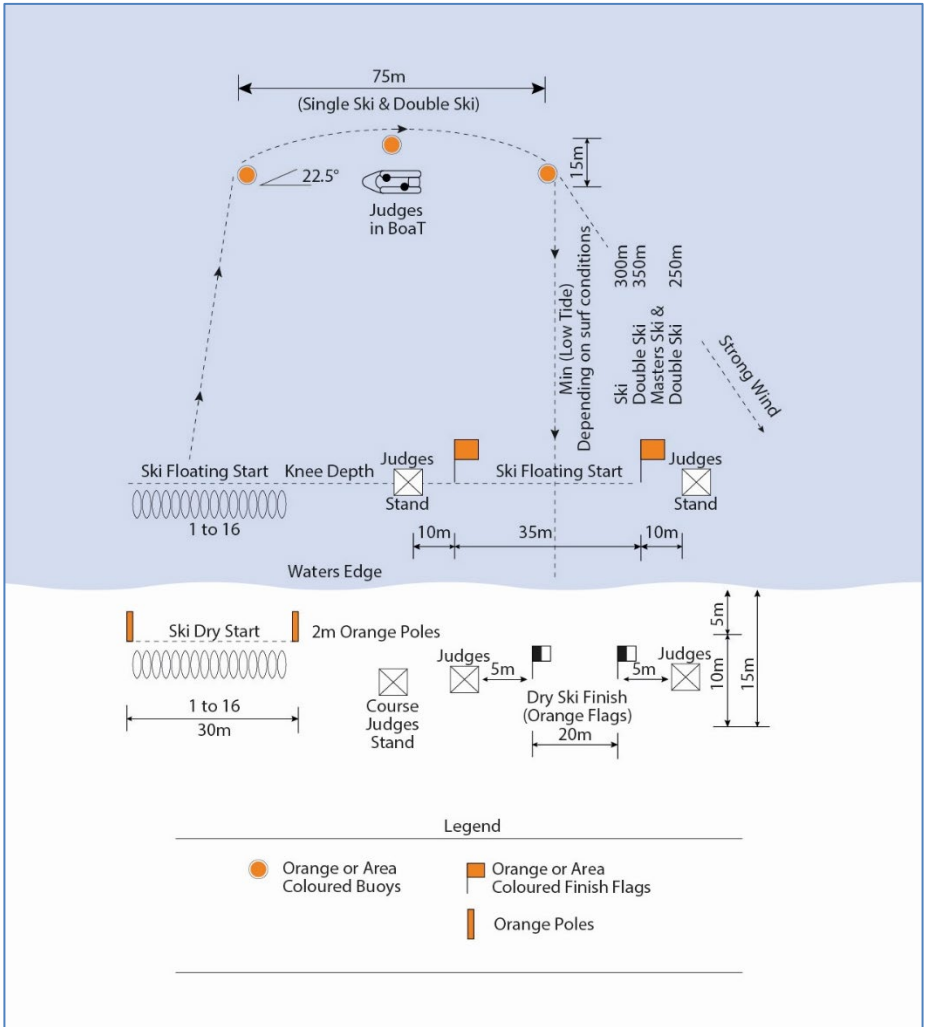 75m
(Single Ski & Double Ski)
15m
22.5°
Judges
in BoaT
Min (Low Tide)
Depending on surf conditions
300m
350m
250m
Ski
Double Ski
Masters Ski &
Double Ski
Strong Wind
Ski Floating Start
Knee Depth
Judges
Stand
Ski Floating Start
Judges
Stand
1 to 16
10m
35m
10m
Waters Edge
Ski Dry Start
2m Orange Poles
1 to 16
30m
Course
Judges
Stand
Judges
5m
5m
Judges
Dry Ski Finish
(Orange Flags)
20m
5m
10m
15m
Legend
Orange or Area
Coloured Buoys
Orange or Area
Coloured Finish Flags
Orange Poles